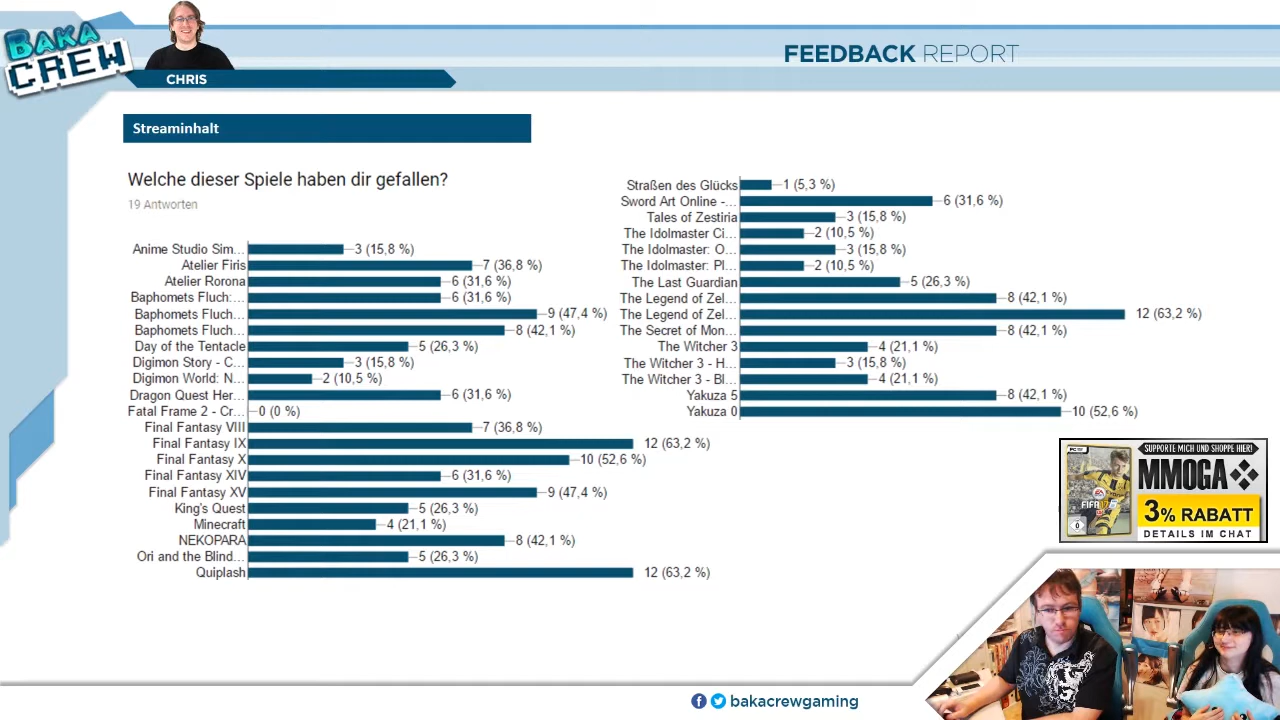 BAKA
CREW
CHRIS
FEEDBACK REPORT
Streaminhalt
Welche dieser Spiele haben dir gefallen?
19 Antworten
Anime Studio Sim... 3 (15,8 %)
Atelier Firis 7 (36,8 %)
Atelier Rorona 6 (31,6 %)
Baphomets Fluch:... 6 (31,6 %)
Baphomets Fluch... 9 (47,4 %)
Baphomets Fluch... 8 (42,1 %)
Day of the Tentacle 5 (26,3 %)
Digimon Story - C... 3 (15,8 %)
Digimon World: N... 2 (10,5 %)
Dragon Quest Her... 6 (31,6 %)
Fatal Frame 2 - Cr... 0 (0 %)
Final Fantasy VIII 7 (36,8 %)
Final Fantasy IX 12 (63,2 %)
Final Fantasy X 10 (52,6 %)
Final Fantasy XIV 6 (31,6 %)
Final Fantasy XV 9 (47,4 %)
King's Quest 5 (26,3 %)
Minecraft 4 (21,1 %)
NEKOPARA 8 (42,1 %)
Ori and the Blind... 5 (26,3 %)
Quiplash 12 (63,2 %)
Straßen des Glücks 1 (5,3 %)
Sword Art Online -... 6 (31,6 %)
Tales of Zestiria 3 (15,8 %)
The Idolmaster Ci... 2 (10,5 %)
The Idolmaster: O... 3 (15,8 %)
The Idolmaster: Pl... 2 (10,5 %)
The Last Guardian 5 (26,3 %)
The Legend of Zel... 8 (42,1 %)
The Legend of Zel... 12 (63,2 %)
The Secret of Mon... 8 (42,1 %)
The Witcher 3 4 (21,1 %)
The Witcher 3 - H... 3 (15,8 %)
The Witcher 3 - Bl... 4 (21,1 %)
Yakuza 5 8 (42,1 %)
Yakuza 0 10 (52,6 %)
SUPPORTE MICH UND SHOPPE HIER!
MMOGA
3% RABATT
DETAILS IM CHAT
FIFA 17
bakacrewgaming